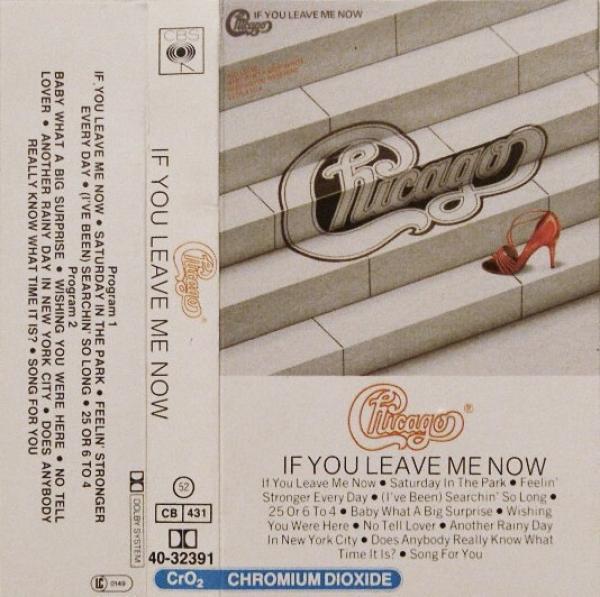 Program 1
IF YOU LEAVE ME NOW • SATURDAY IN THE PARK • FEELIN' STRONGER
EVERY DAY • (I'VE BEEN) SEARCHIN' SO LONG • 25 OR 6 TO 4
Program 2
BABY WHAT A BIG SURPRISE • WISHING YOU WERE HERE • NO TELL
LOVER • ANOTHER RAINY DAY IN NEW YORK CITY • DOES ANYBODY
REALLY KNOW WHAT TIME IT IS? • SONG FOR YOU
DOLBY SYSTEM
LC 0149
CBS
IF YOU LEAVE ME NOW
Chicago®
52
CB 431
40-32391
CrO₂ CHROMIUM DIOXIDE
Chicago IF YOU LEAVE ME NOW
Chicago
Chicago®
IF YOU LEAVE ME NOW
If You Leave Me Now • Saturday In The Park • Feelin'
Stronger Every Day • (I've Been) Searchin' So Long •
25 Or 6 To 4 • Baby What A Big Surprise • Wishing
You Were Here • No Tell Lover • Another Rainy Day
In New York City • Does Anybody Really Know What
Time It Is? • Song For You